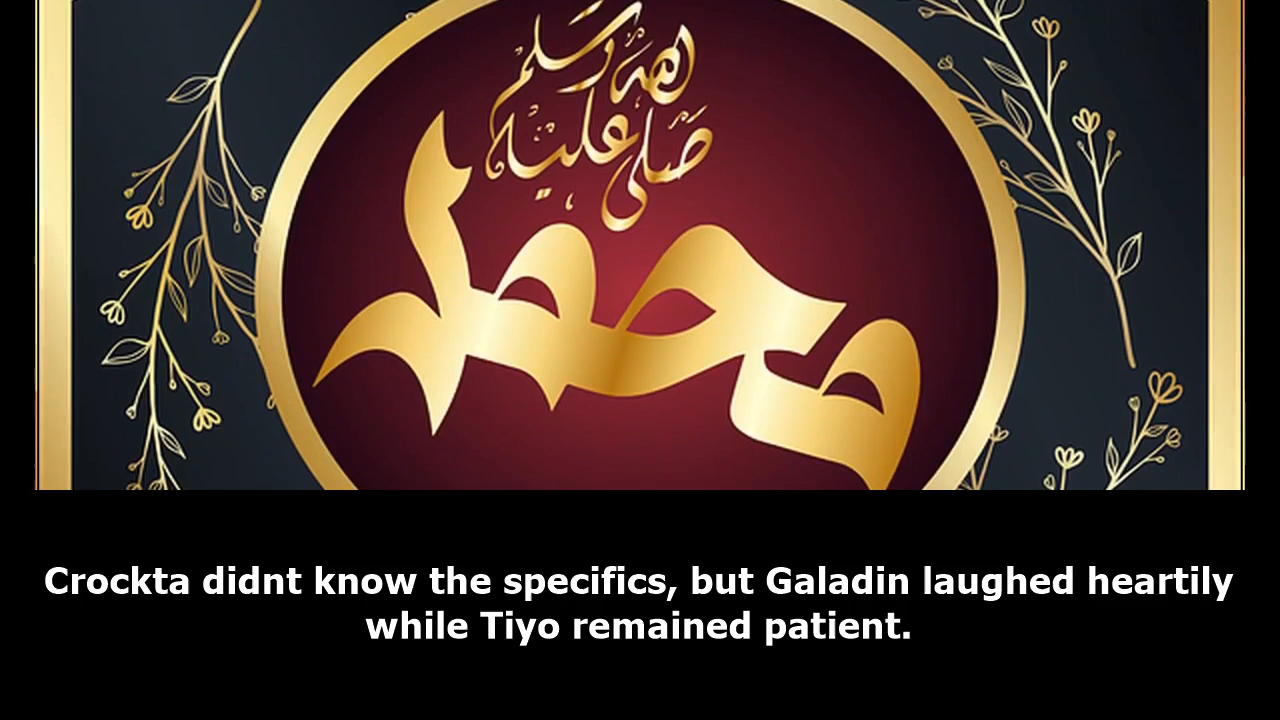 صلى الله عليه وسلم
محمد
Crockta didnt know the specifics, but Galadin laughed heartily
while Tiyo remained patient.